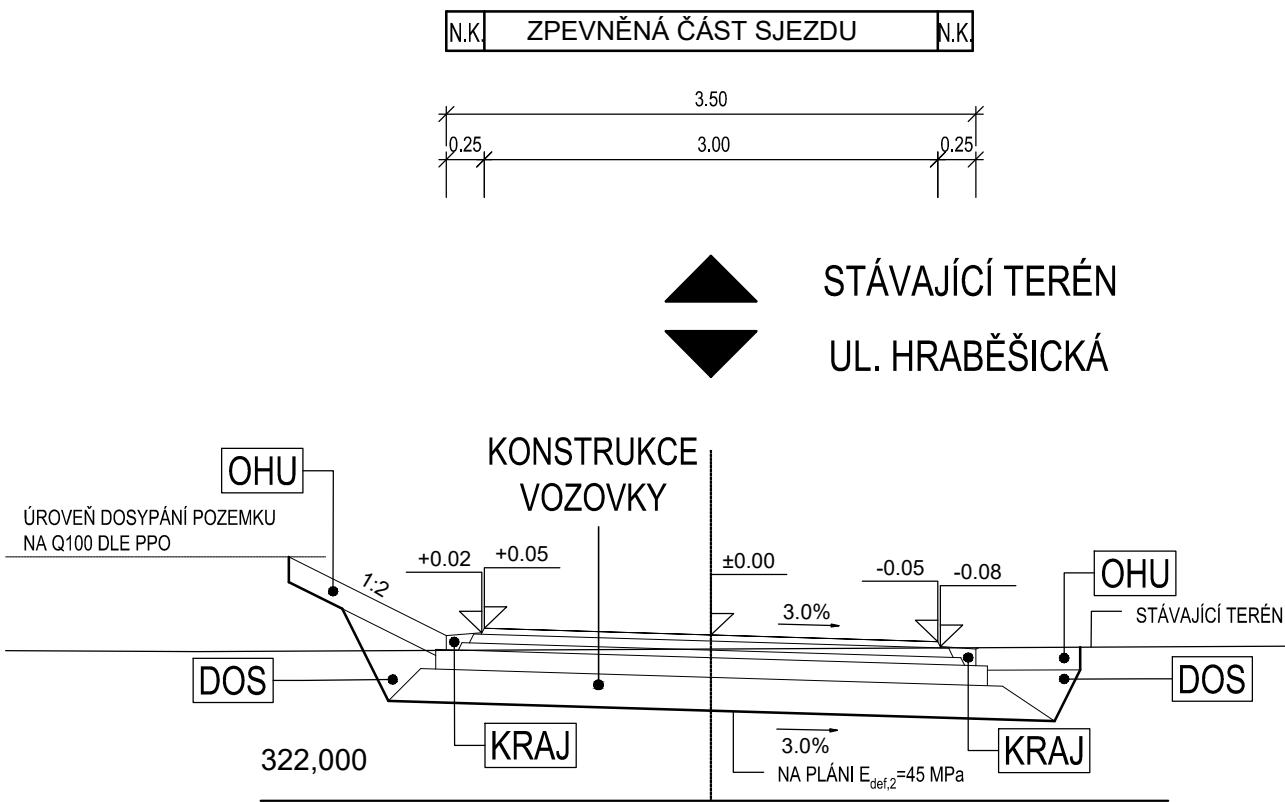 N.K. ZPEVNĚNÁ ČÁST SJEZDU N.K.
3.50
0.25 3.00 0.25
STÁVAJÍCÍ TERÉN
UL. HRABĚŠICKÁ
KONSTRUKCE
VOZOVKY
OHU
ÚROVEŇ DOSYPÁNÍ POZEMKU
NA Q100 DLE PPO
1:2
+0.02 +0.05 ±0.00 -0.05 -0.08
OHU
3.0%
STÁVAJÍCÍ TERÉN
DOS DOS
KRAJ KRAJ
322,000
3.0%
NA PLÁNI Edef,2=45 MPa